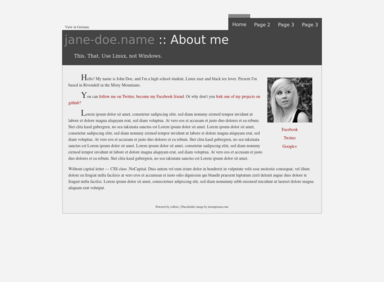 Home Page 2 Page 3 Page 3
jane-doe.name :: About me
This. That. Use Linux, not Windows.
Hello! My name is John Doe, and I'm a high school student, Linux user and black ice lover. Present I'm
based in Rivendell in the Misty Mountains.
You can follow me on Twitter, become my Facebook friend. Or why don't you fork one of my projects on
github?
Facebook
Twitter
Google+
Lorem ipsum dolor sit amet, consetetur sadipscing elitr, sed diam nonumy eirmod tempor invidunt ut
labore et dolore magna aliquyam erat, sed diam voluptua. At vero eos et accusam et justo duo dolores et ea rebum.
Stet clita kasd gubergren, no sea takimata sanctus est Lorem ipsum dolor sit amet. Lorem ipsum dolor sit amet,
consetetur sadipscing elitr, sed diam nonumy eirmod tempor invidunt ut labore et dolore magna aliquyam erat, sed
diam voluptua. At vero eos et accusam et justo duo dolores et ea rebum. Stet clita kasd gubergren, no sea takimata
sanctus est Lorem ipsum dolor sit amet. Lorem ipsum dolor sit amet, consetetur sadipscing elitr, sed diam nonumy
eirmod tempor invidunt ut labore et dolore magna aliquyam erat, sed diam voluptua. At vero eos et accusam et justo
duo dolores et ea rebum. Stet clita kasd gubergren, no sea takimata sanctus est Lorem ipsum dolor sit amet.
Without capital letter — CSS class: NoCapital. Duis autem vel eum iriure dolor in hendrerit in vulputate velit esse molestie consequat, vel illum
dolore eu feugiat nulla facilisis at vero eros et accumsan et iusto odio dignissim qui blandit praesent luptatum zzril delenit augue duis dolore te
feugait nulla facilisi. Lorem ipsum dolor sit amet, consectetuer adipiscing elit, sed diam nonummy nibh euismod tincidunt ut laoreet dolore magna
aliquam erat volutpat.